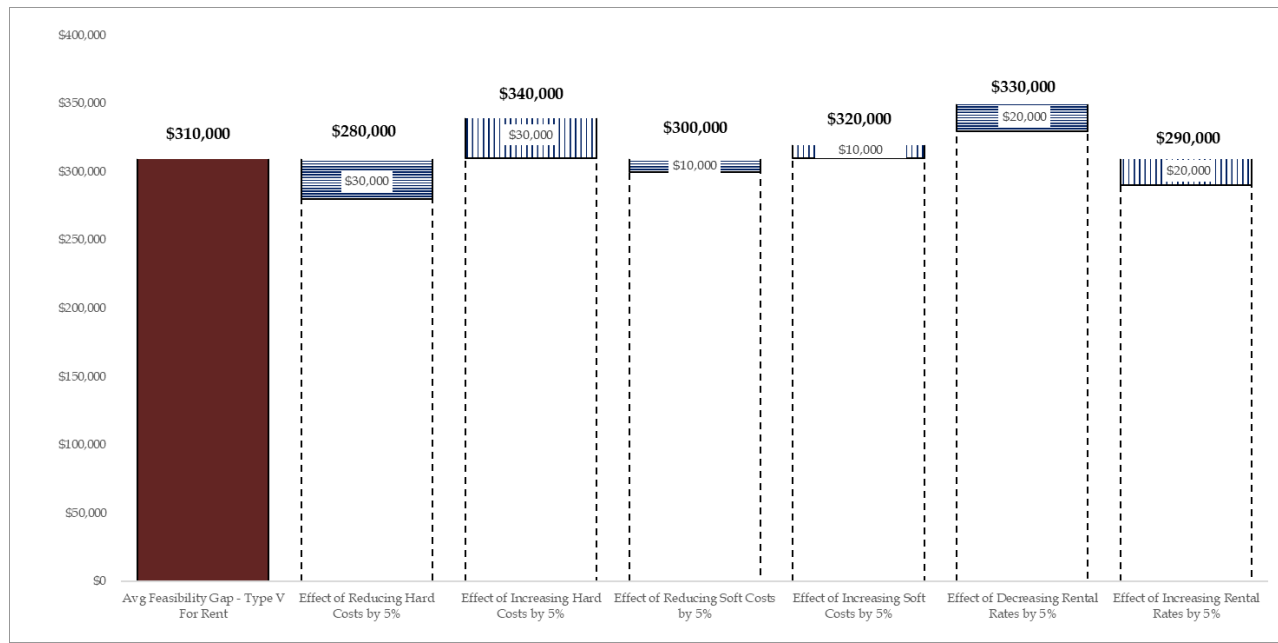 $400,000
$350,000
$300,000
$250,000
$200,000
$150,000
$100,000
$50,000
$0
$310,000
$280,000
$30,000
$340,000
$30,000
$300,000
$10,000
$320,000
$10,000
$330,000
$20,000
$290,000
$20,000
Avg Feasibility Gap - Type V
For Rent
Effect of Reducing Hard
Costs by 5%
Effect of Increasing Hard
Costs by 5%
Effect of Reducing Soft Costs
by 5%
Effect of Increasing Soft
Costs by 5%
Effect of Decreasing Rental
Rates by 5%
Effect of Increasing Rental
Rates by 5%